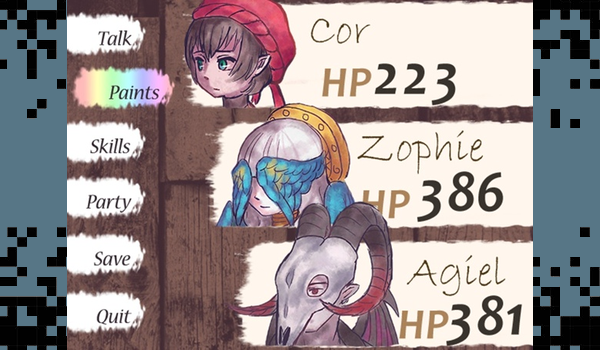 Talk
Paints
Skills
Party
Save
Quit
Cor
HP223
Zophie
HP386
Agiel
HP381